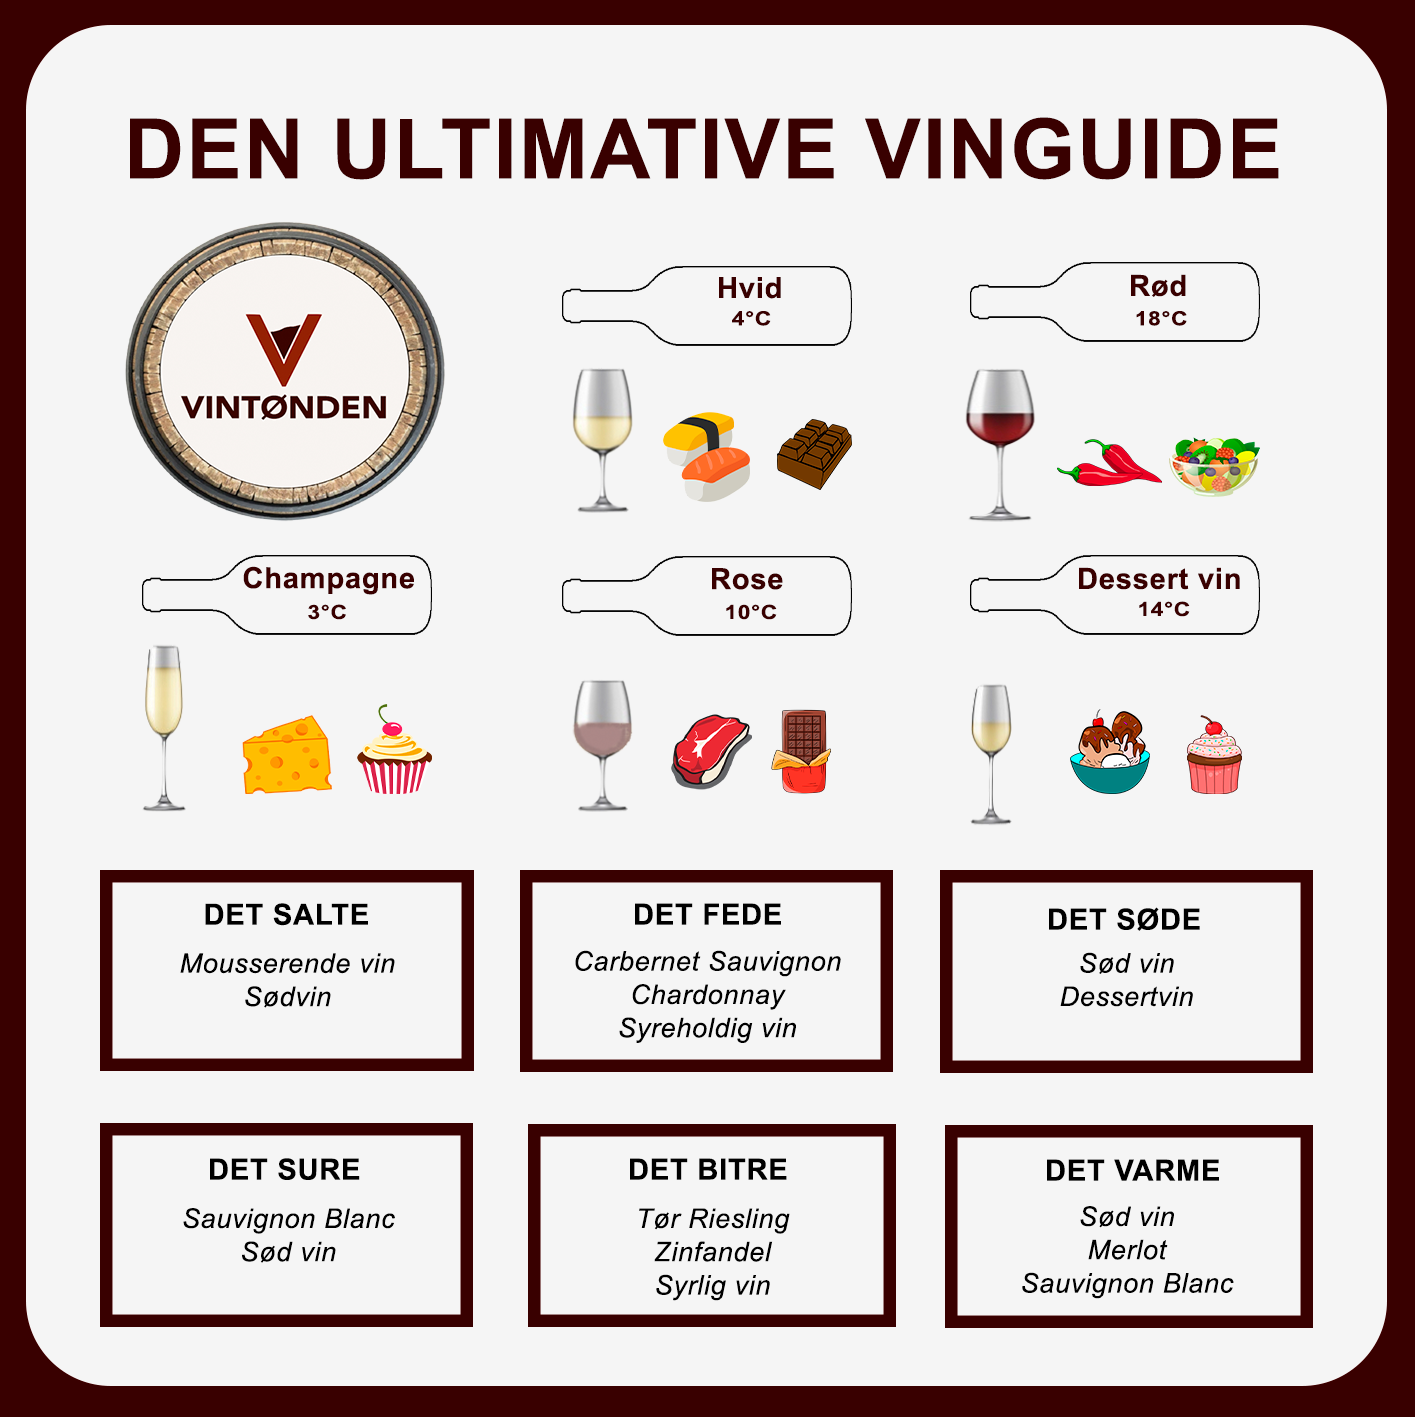 DEN ULTIMATIVE VINGUIDE
VINTØNDEN
Hvid
4°C
Rød
18°C
Champagne
3°C
Rose
10°C
Dessert vin
14°C
DET SALTE
Mousserende vin
Sødvin
DET FEDE
Carbernet Sauvignon
Chardonnay
Syreholdig vin
DET SØDE
Sød vin
Dessertvin
DET SURE
Sauvignon Blanc
Sød vin
DET BITRE
Tør Riesling
Zinfandel
Syrlig vin
DET VARME
Sød vin
Merlot
Sauvignon Blanc